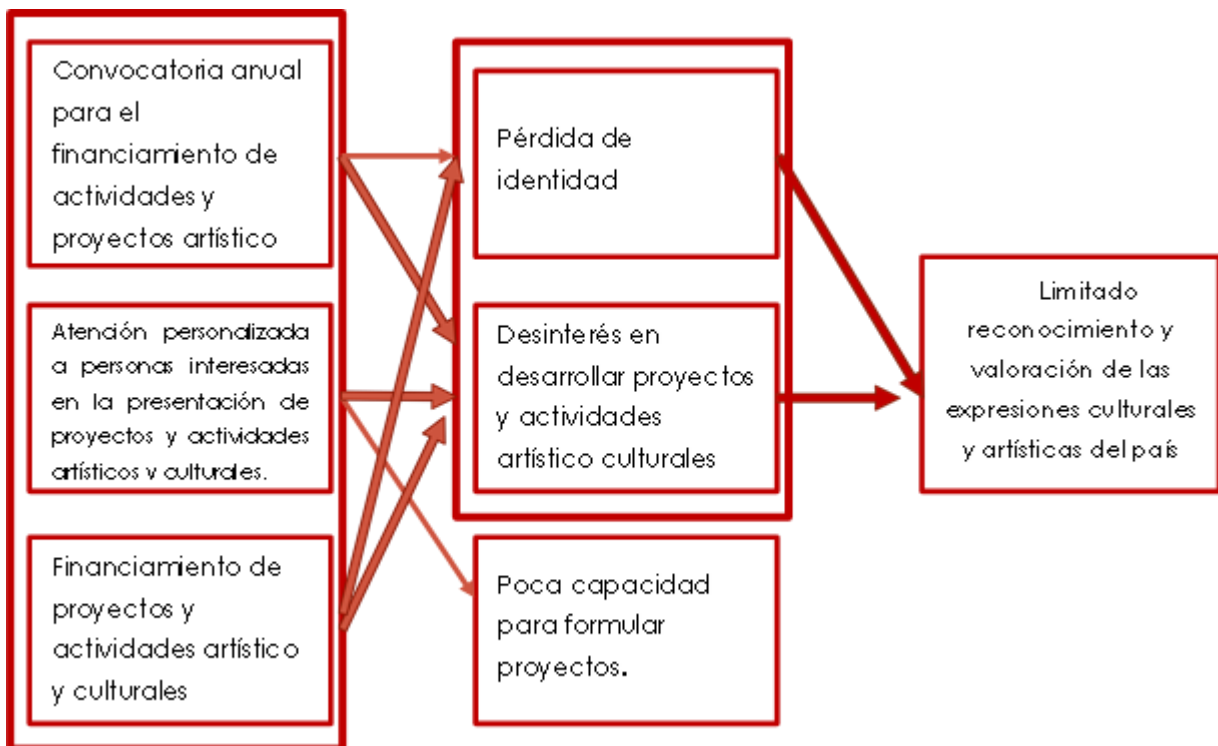 Convocatoria anual
para el
financiamiento de
actividades y
proyectos artístico
Atención personalizada
a personas interesadas
en la presentación de
proyectos y actividades
artísticos y culturales.
Financiamiento de
proyectos y
actividades artístico
y culturales
Pérdida de
identidad
Desinterés en
desarrollar proyectos
y actividades
artístico culturales
Poca capacidad
para formular
proyectos.
Limitado
reconocimiento y
valoración de las
expresiones culturales
y artísticas del país